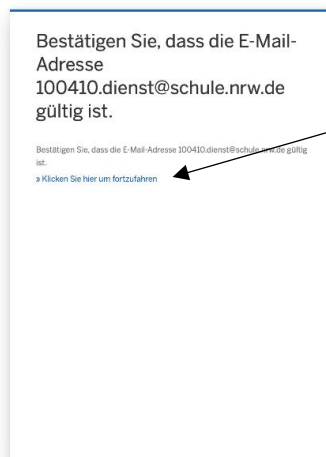 Bestätigen Sie, dass die E-Mail-
Adresse
100410.dienst@schule.nrw.de
gültig ist.
Bestätigen Sie, dass die E-Mail-Adresse 100410.dienst@schule.nrw.de gültig
ist.
» Klicken Sie hier um fortzufahren